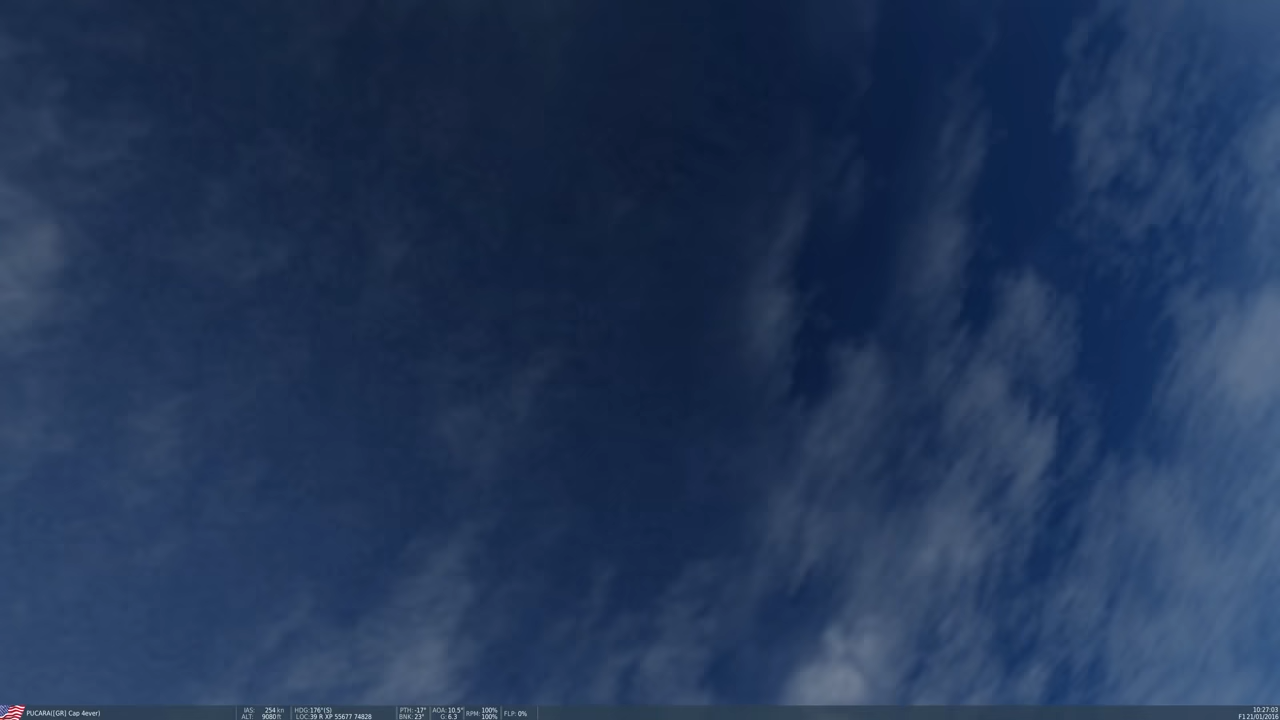 PUCARA([GR] Cap 4ever)
IAS: 254 kn
ALT: 9080 ft
HDG:176°(S)
LOC:39 R XP 55677 74828
PTH: -17°
BNK: 23°
AOA: 10.5°
G: 6.3
RPM: 100%
100%
FLP: 0%
10:27:03
F1 21/01/2016